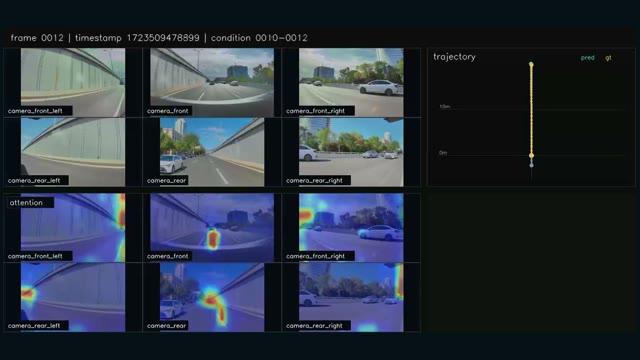 frame 0012 | timestamp 1723509478899 | condition 0010-0012
camera_front_left
camera_front
camera_front_right
camera_rear_left
camera_rear
camera_rear_right
trajectory
pred
gt
10m
0m
attention
camera_front_left
camera_front
camera_front_right
camera_rear_left
camera_rear
camera_rear_right